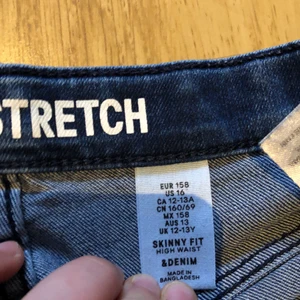 STRETCH
EUR 158
US 16
CA 12-13A
CN 160/69
MX 158
AUS 13
UK 12-13Y
SKINNY FIT
HIGH WAIST
&DENIM
MADE IN
BANGLADESH